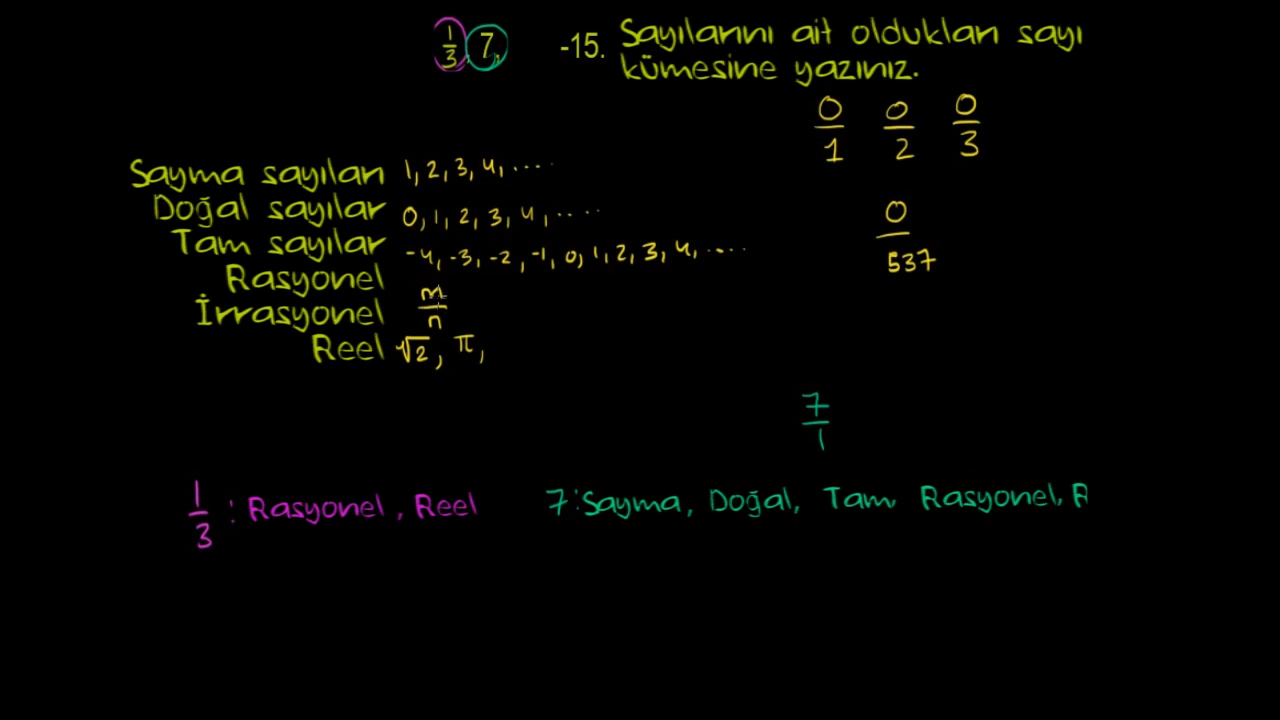 1/3, 7, -15. Sayılarını ait oldukları sayı
kümesine yazınız.
0/1 0/2 0/3
Sayma sayıları 1, 2, 3, 4, ....
Doğal sayılar 0, 1, 2, 3, 4, ....
Tam sayılar -4, -3, -2, -1, 0, 1, 2, 3, 4, ....
0/537
Rasyonel
İrrasyonel m/n
Reel √2, π,
7/1
1/3 : Rasyonel, Reel 7: Sayma, Doğal, Tam Rasyonel, R